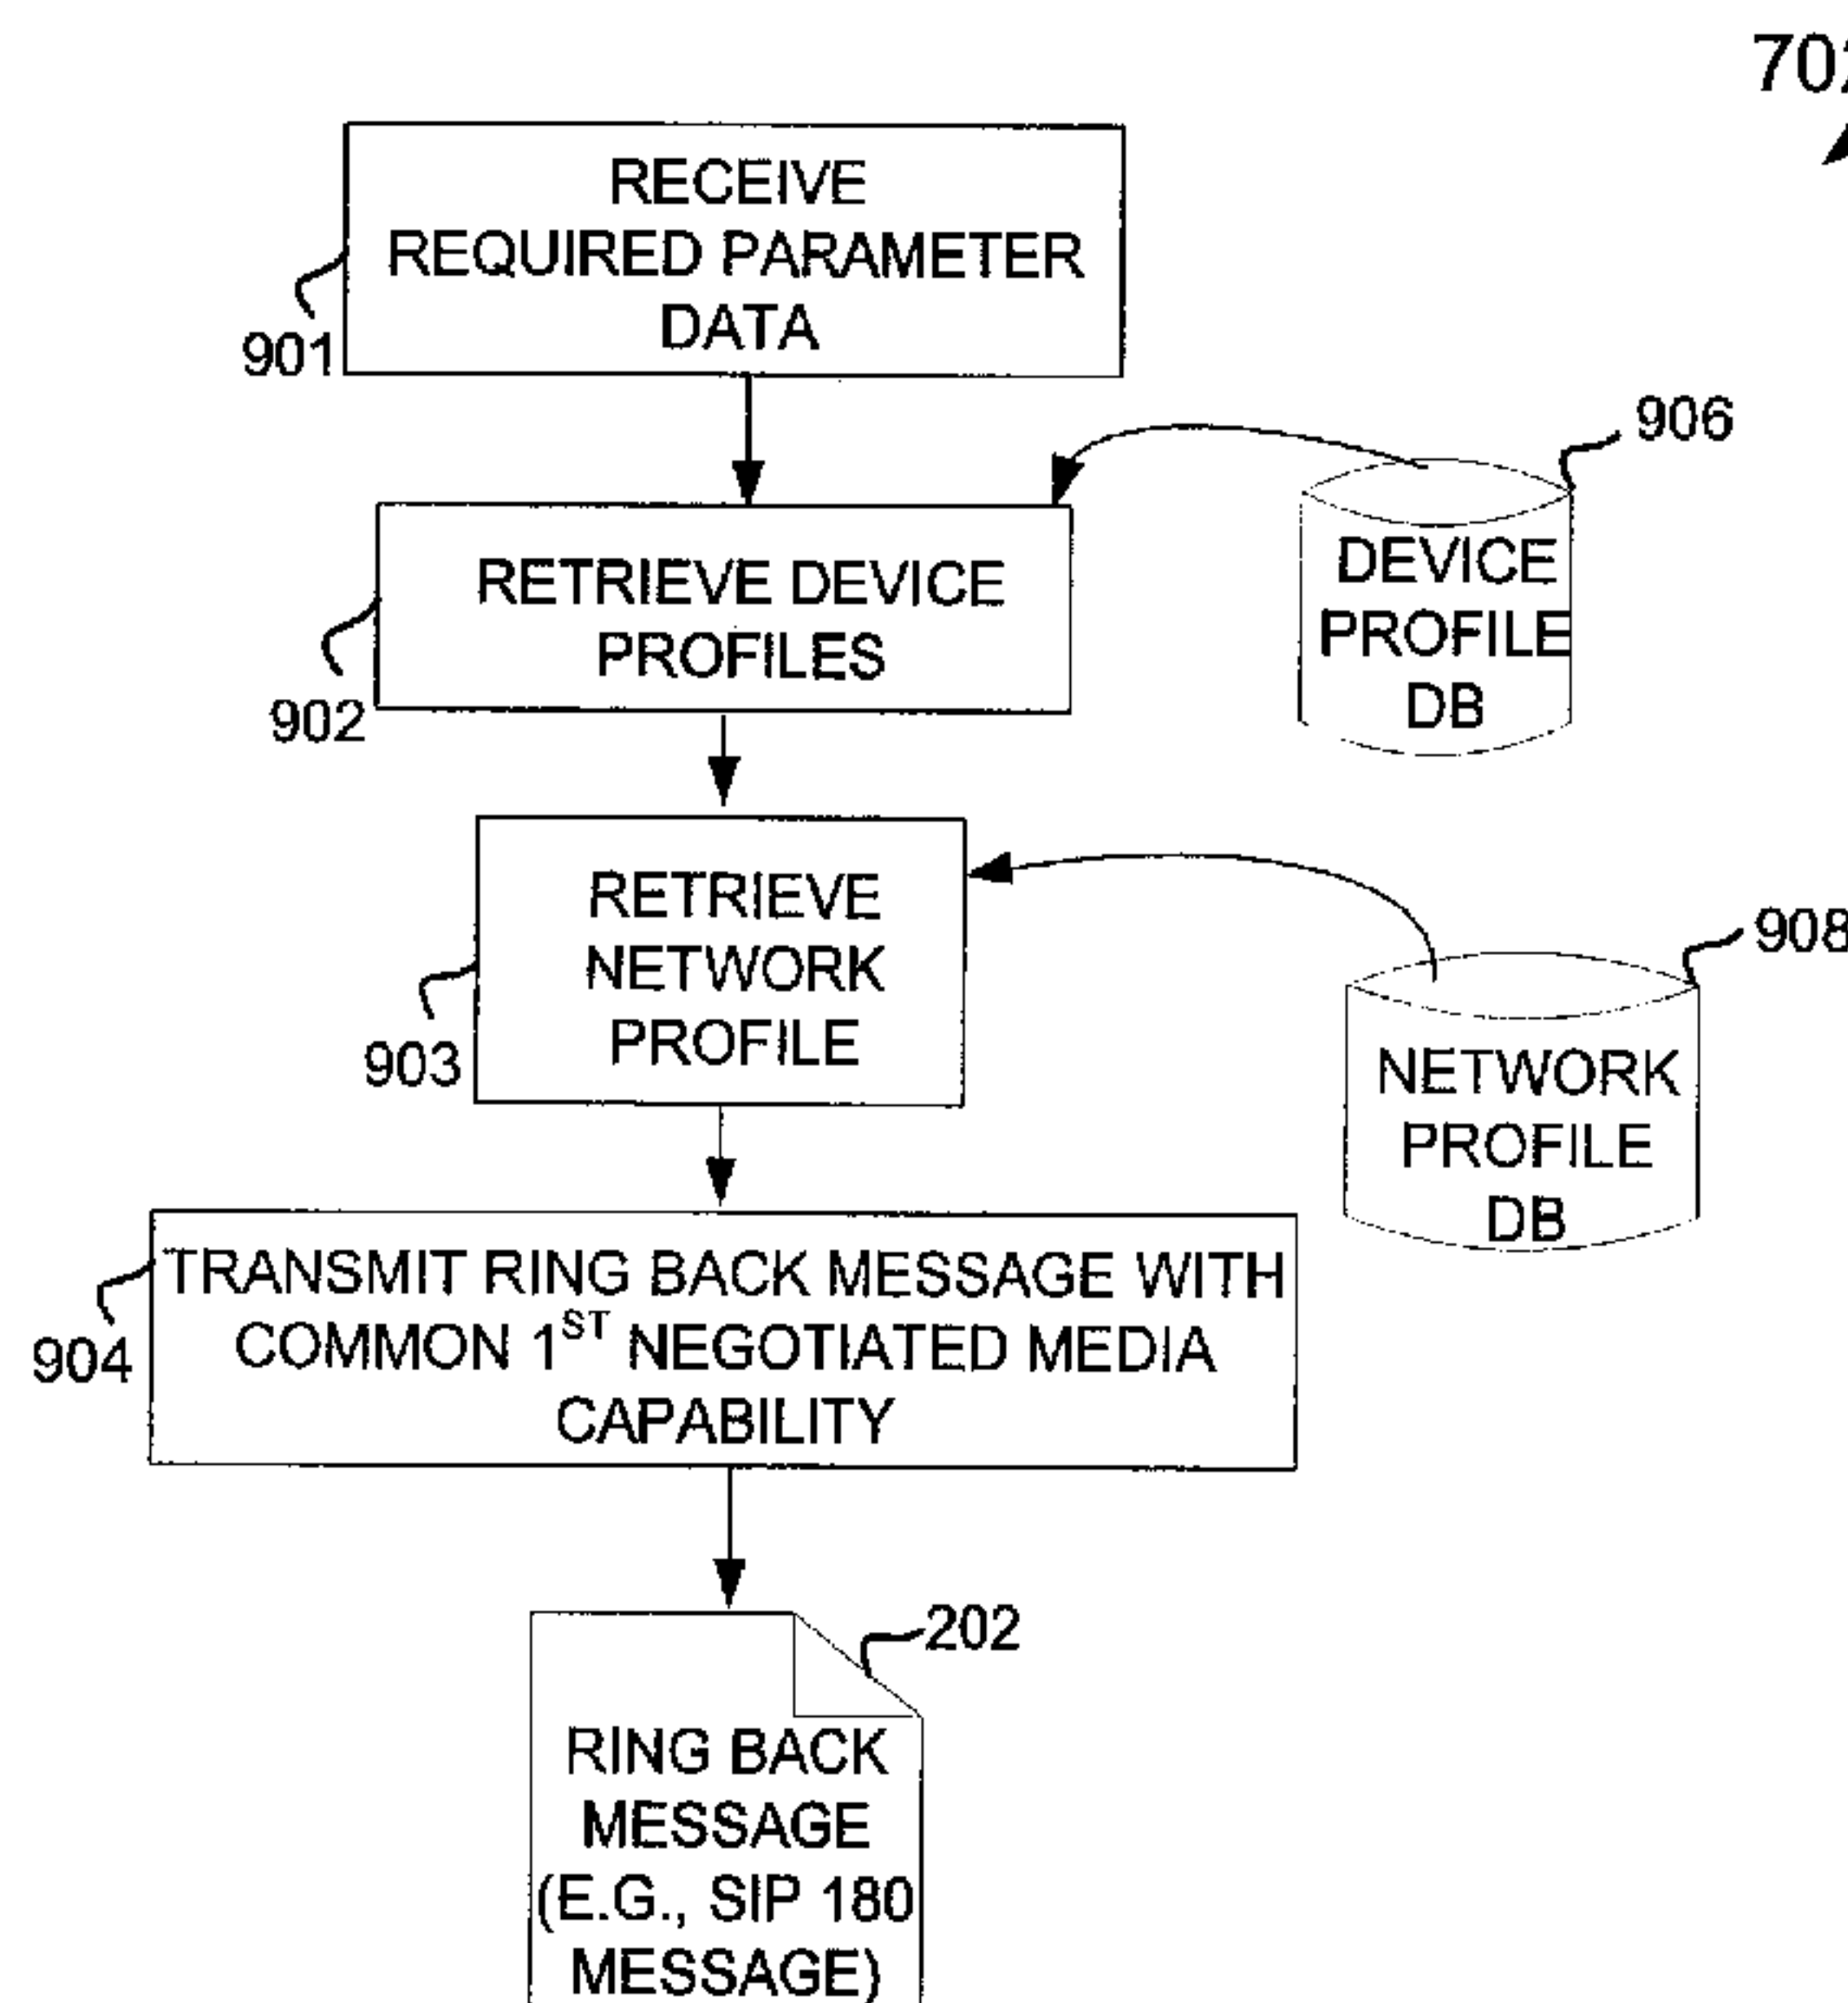 702
RECEIVE
REQUIRED PARAMETER
DATA
901
906
RETRIEVE DEVICE
PROFILES
902
DEVICE
PROFILE
DB
RETRIEVE
NETWORK
PROFILE
903
908
NETWORK
PROFILE
DB
TRANSMIT RING BACK MESSAGE WITH
COMMON 1ST NEGOTIATED MEDIA
CAPABILITY
904
202
RING BACK
MESSAGE
(E.G., SIP 180
MESSAGE)